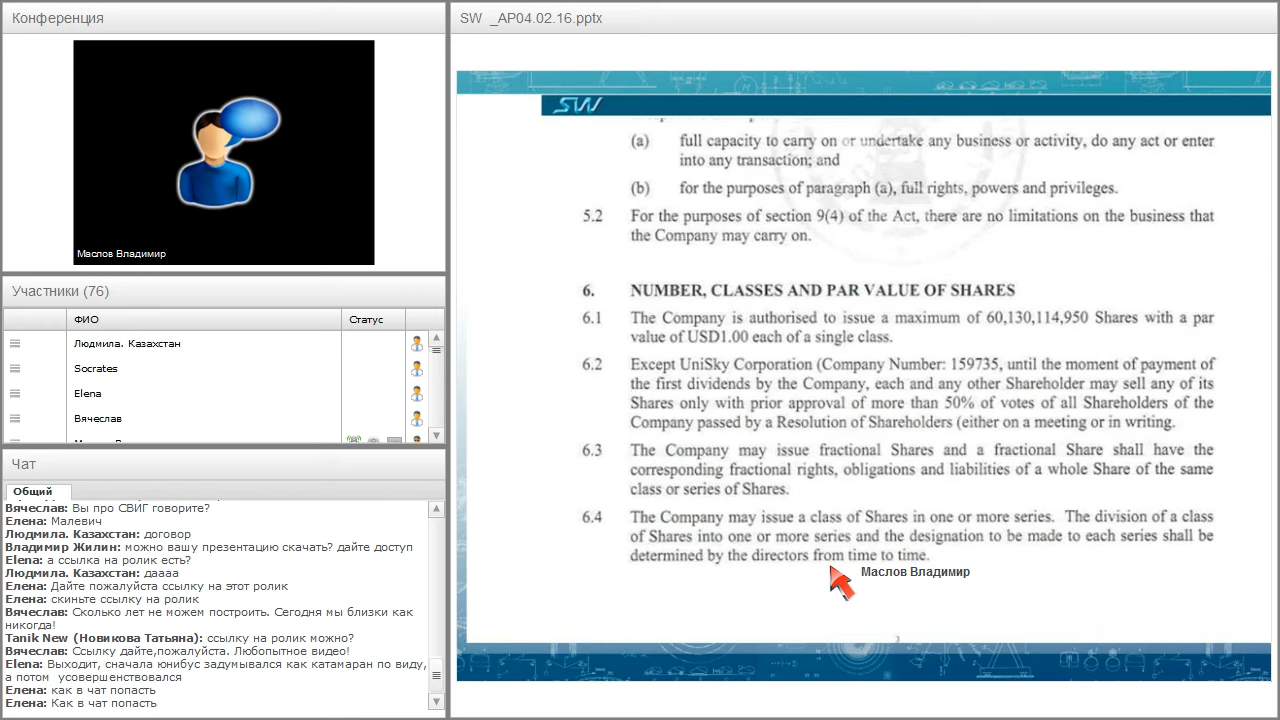 Конференция
Маслов Владимир
Участники (76)
ФИО
Статус
Людмила. Казахстан
Socrates
Elena
Вячеслав
Чат
Общий
Вячеслав: Вы про СВИГ говорите?
Елена: Малевич
Людмила. Казахстан: договор
Владимир Жилин: можно вашу презентацию скачать? дайте доступ
Elena: а ссылка на ролик есть?
Людмила. Казахстан: даааа
Елена: Дайте пожалуйста ссылку на этот ролик
Елена: скиньте ссылку на ролик
Вячеслав: Сколько лет не можем построить. Сегодня мы близки как
никогда!
Tanik New (Новикова Татьяна): ссылку на ролик можно?
Вячеслав: Ссылку дайте,пожалуйста. Любопытное видео!
Elena: Выходит, сначала юнибус задумывался как катамаран по виду,
а потом усовершенствовался
Елена: как в чат попасть
Елена: Как в чат попасть
SW _AP04.02.16.pptx
SW
(a) full capacity to carry on or undertake any business or activity, do any act or enter
into any transaction; and
(b) for the purposes of paragraph (a), full rights, powers and privileges.
5.2 For the purposes of section 9(4) of the Act, there are no limitations on the business that
the Company may carry on.
6. NUMBER, CLASSES AND PAR VALUE OF SHARES
6.1 The Company is authorised to issue a maximum of 60,130,114,950 Shares with a par
value of USD1.00 each of a single class.
6.2 Except UniSky Corporation (Company Number: 159735, until the moment of payment of
the first dividends by the Company, each and any other Shareholder may sell any of its
Shares only with prior approval of more than 50% of votes of all Shareholders of the
Company passed by a Resolution of Shareholders (either on a meeting or in writing.
6.3 The Company may issue fractional Shares and a fractional Share shall have the
corresponding fractional rights, obligations and liabilities of a whole Share of the same
class or series of Shares.
6.4 The Company may issue a class of Shares in one or more series. The division of a class
of Shares into one or more series and the designation to be made to each series shall be
determined by the directors from time to time.
Маслов Владимир